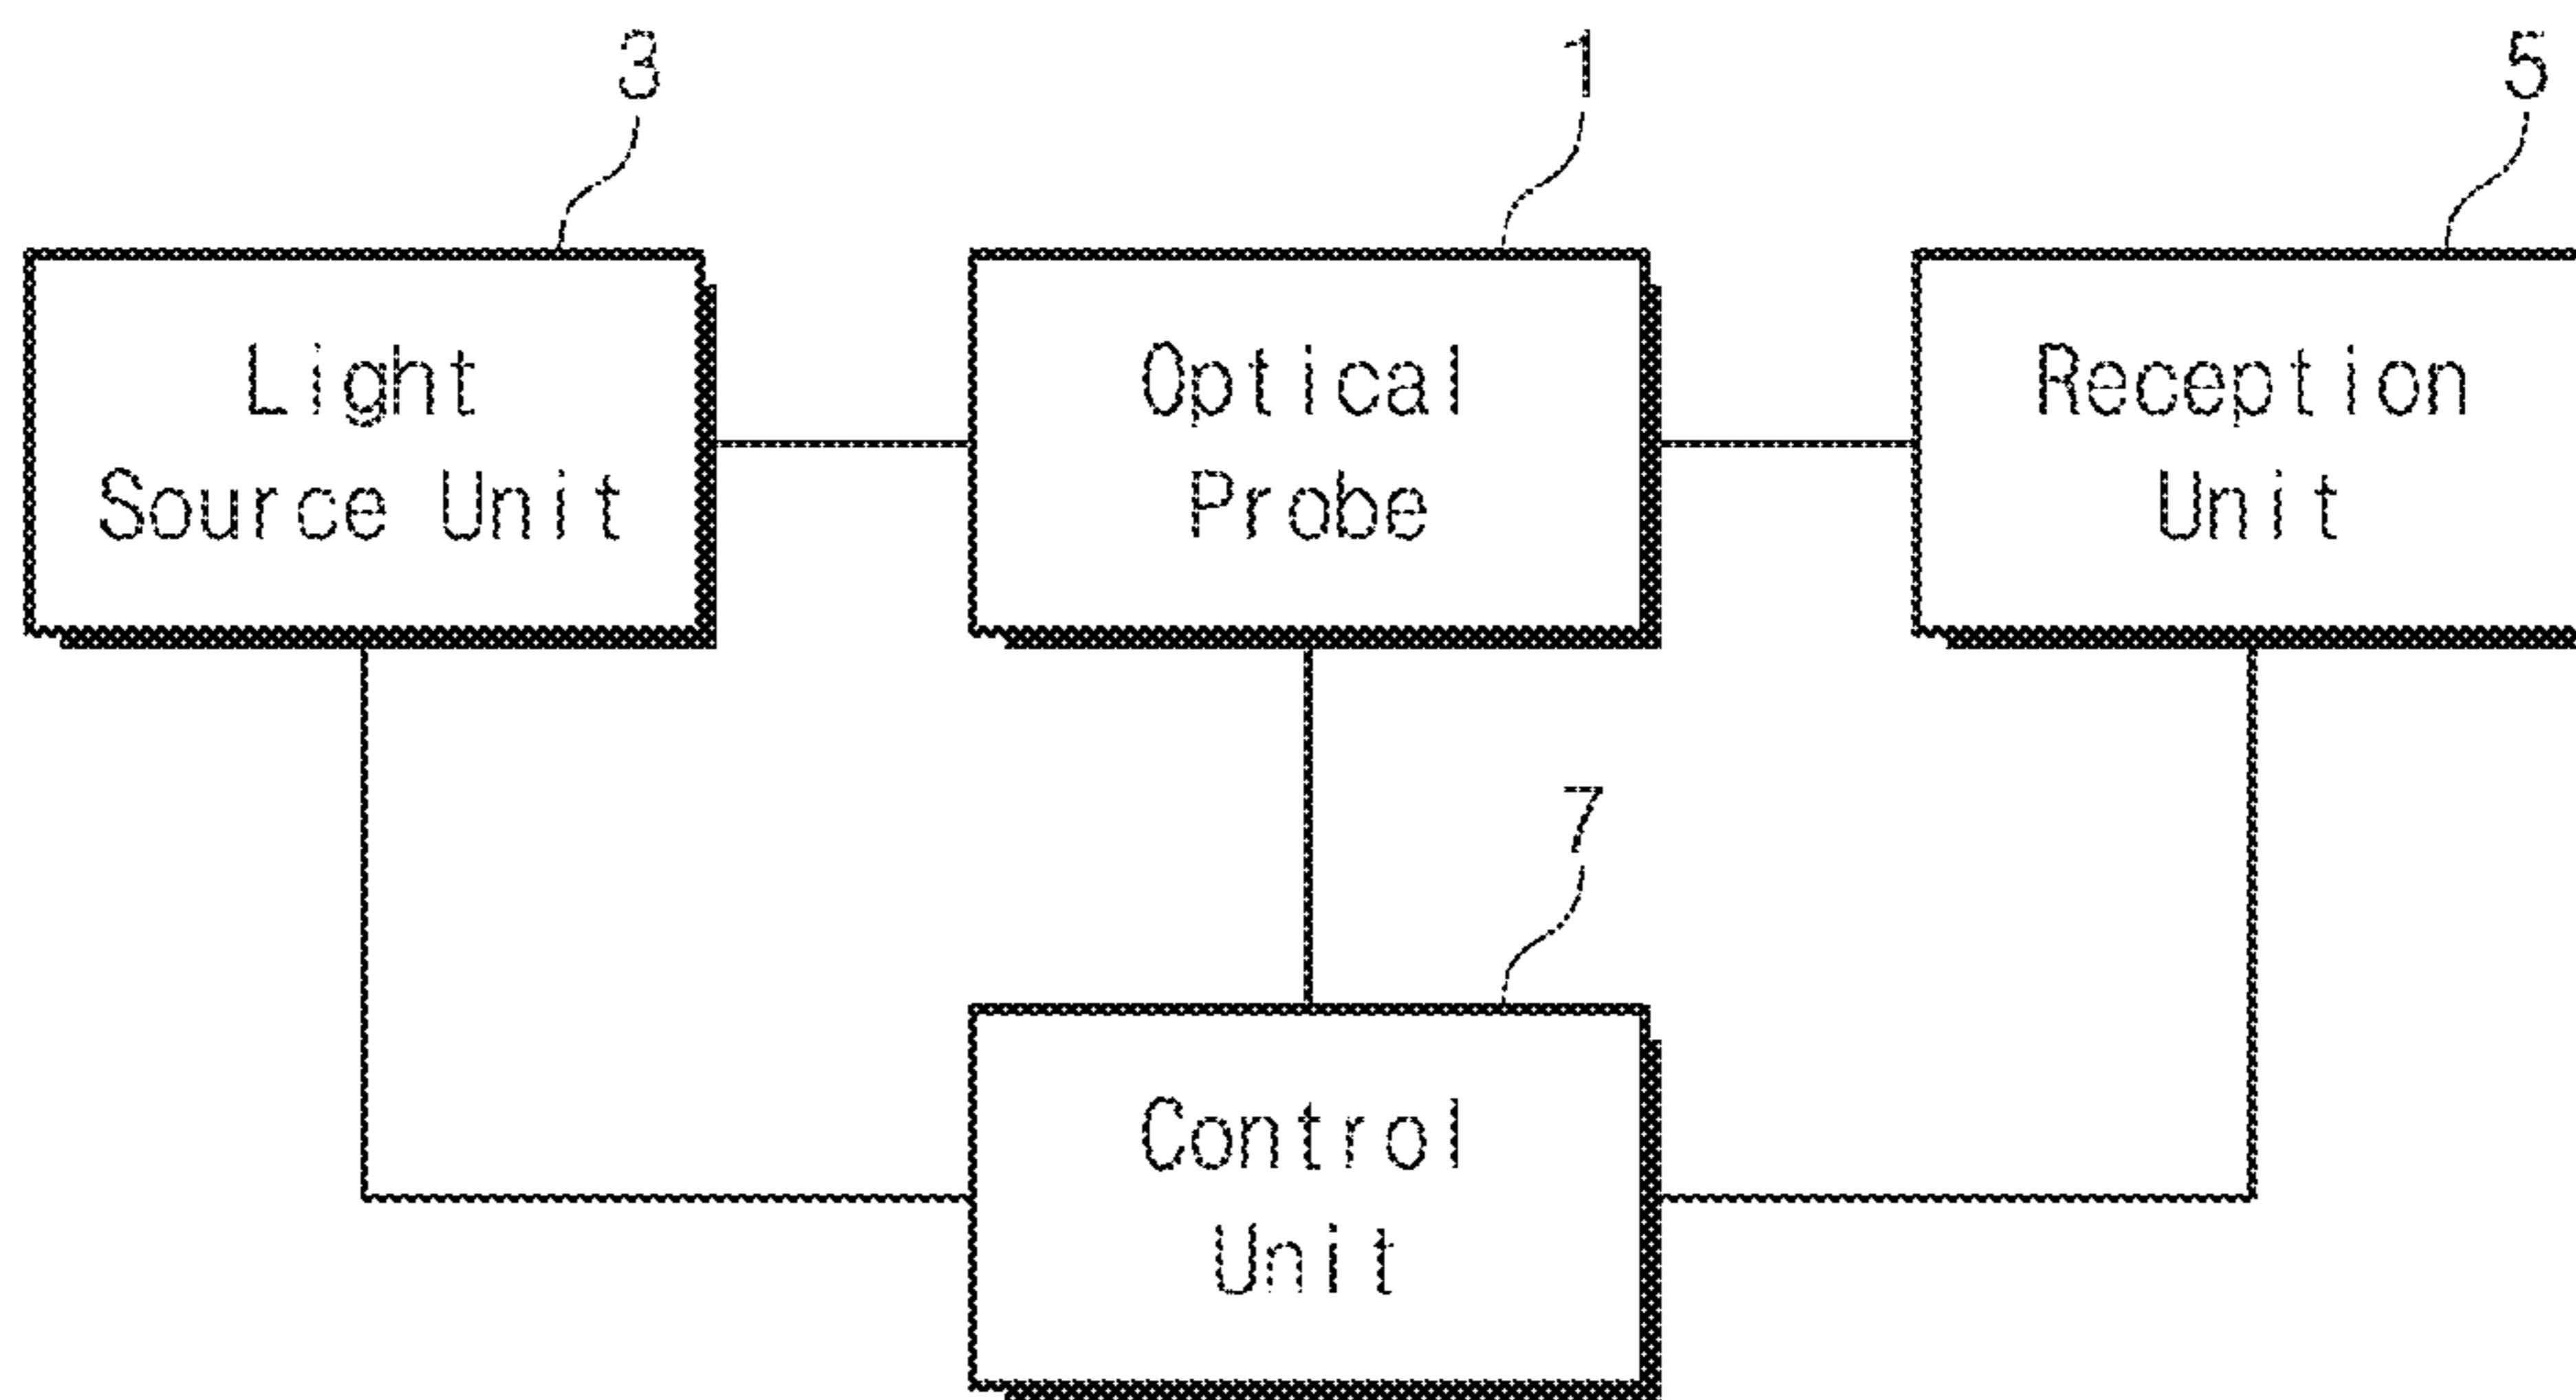 3
1
5
Light
Source Unit
Optical
Probe
Reception
Unit
7
Control
Unit